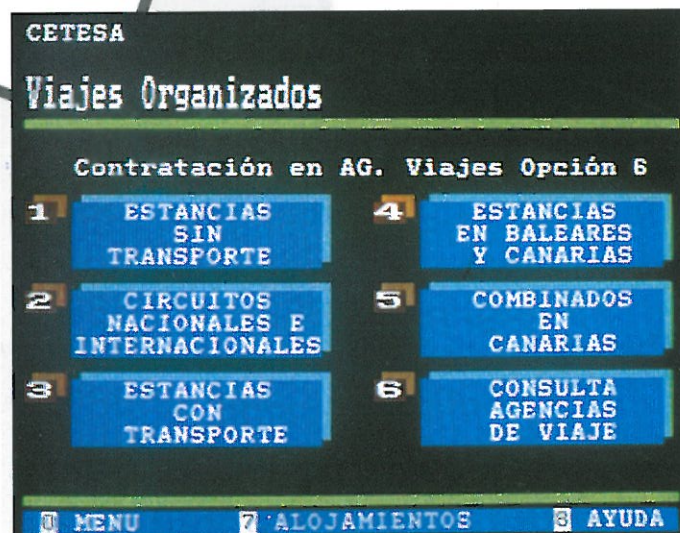 CETESA
Viajes Organizados
Contratación en AG. Viajes Opción 6
1 ESTANCIAS
SIN
TRANSPORTE
2 CIRCUITOS
NACIONALES E
INTERNACIONALES
3 ESTANCIAS
CON
TRANSPORTE
4 ESTANCIAS
EN BALEARES
Y CANARIAS
5 COMBINADOS
EN
CANARIAS
6 CONSULTA
AGENCIAS
DE VIAJE
0 MENU 7 ALOJAMIENTOS 8 AYUDA